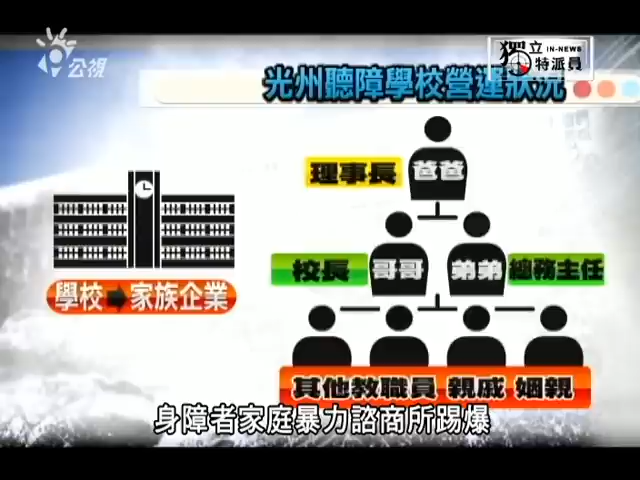 公視
獨立特派員
IN-NEWS
光州聽障學校營運狀況
理事長 爸爸
校長 哥哥 弟弟 總務主任
學校 家族企業
其他教職員 親戚 姻親
身障者家庭暴力諮商所踢爆